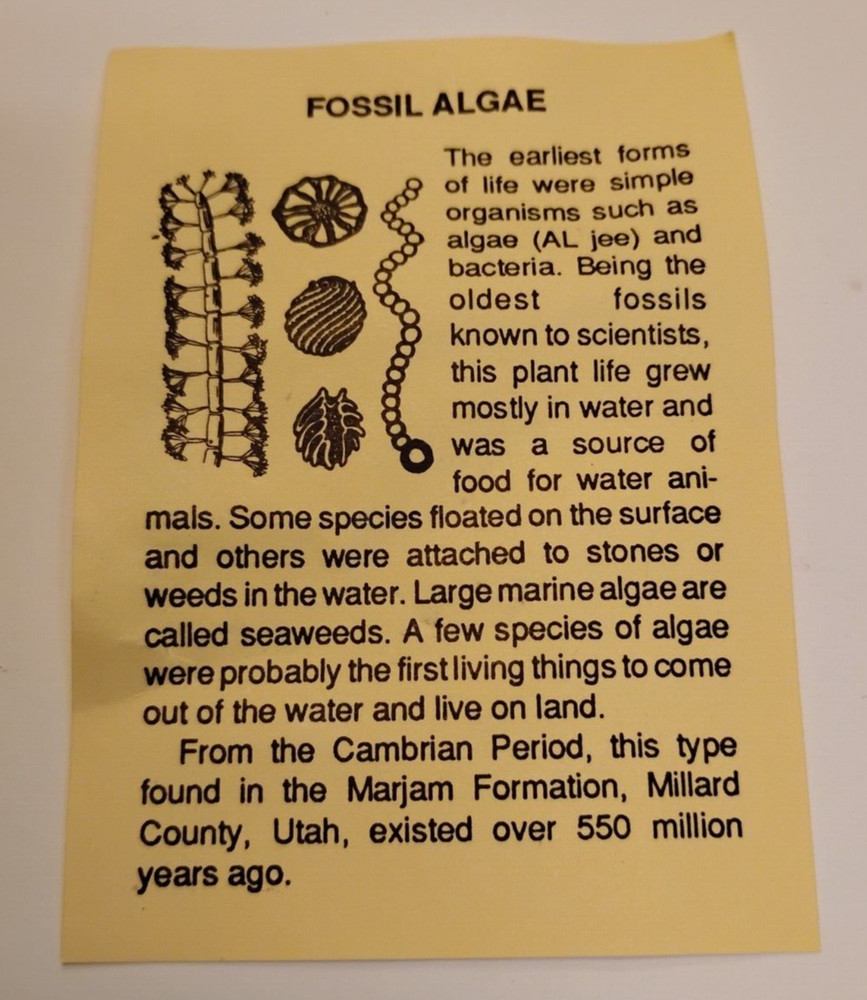 FOSSIL ALGAE
The earliest forms
of life were simple
organisms such as
algae (AL jee) and
bacteria. Being the
oldest fossils
known to scientists,
this plant life grew
mostly in water and
was a source of
food for water ani-
mals. Some species floated on the surface
and others were attached to stones or
weeds in the water. Large marine algae are
called seaweeds. A few species of algae
were probably the first living things to come
out of the water and live on land.
From the Cambrian Period, this type
found in the Marjam Formation, Millard
County, Utah, existed over 550 million
years ago.